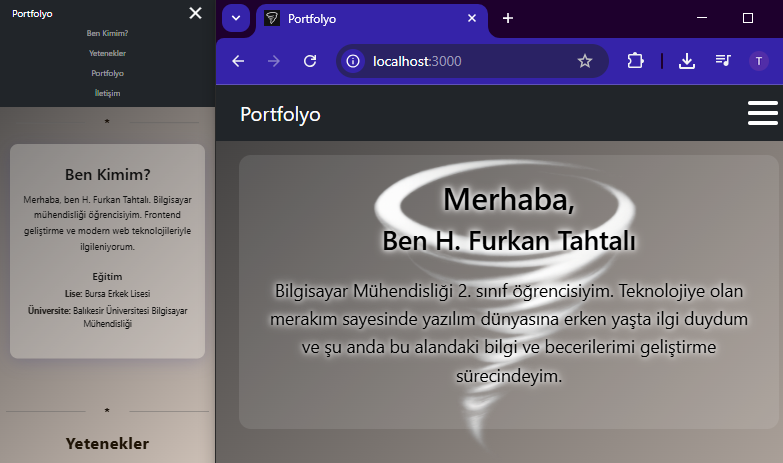 Portfolyo
Ben Kimim?
Yetenekler
Portfolyo
İletişim
*
Ben Kimim?
Merhaba, ben H. Furkan Tahtalı. Bilgisayar
mühendisliği öğrencisiyim. Frontend
geliştirme ve modern web teknolojileriyle
ilgileniyorum.
Eğitim
Lise: Bursa Erkek Lisesi
Üniversite: Balıkesir Üniversitesi Bilgisayar
Mühendisliği
*
Yetenekler
Portfolyo
localhost:3000
T
Portfolyo
Merhaba,
Ben H. Furkan Tahtalı
Bilgisayar Mühendisliği 2. sınıf öğrencisiyim. Teknolojiye olan
merakım sayesinde yazılım dünyasına erken yaşta ilgi duydum
ve şu anda bu alandaki bilgi ve becerilerimi geliştirme
sürecindeyim.